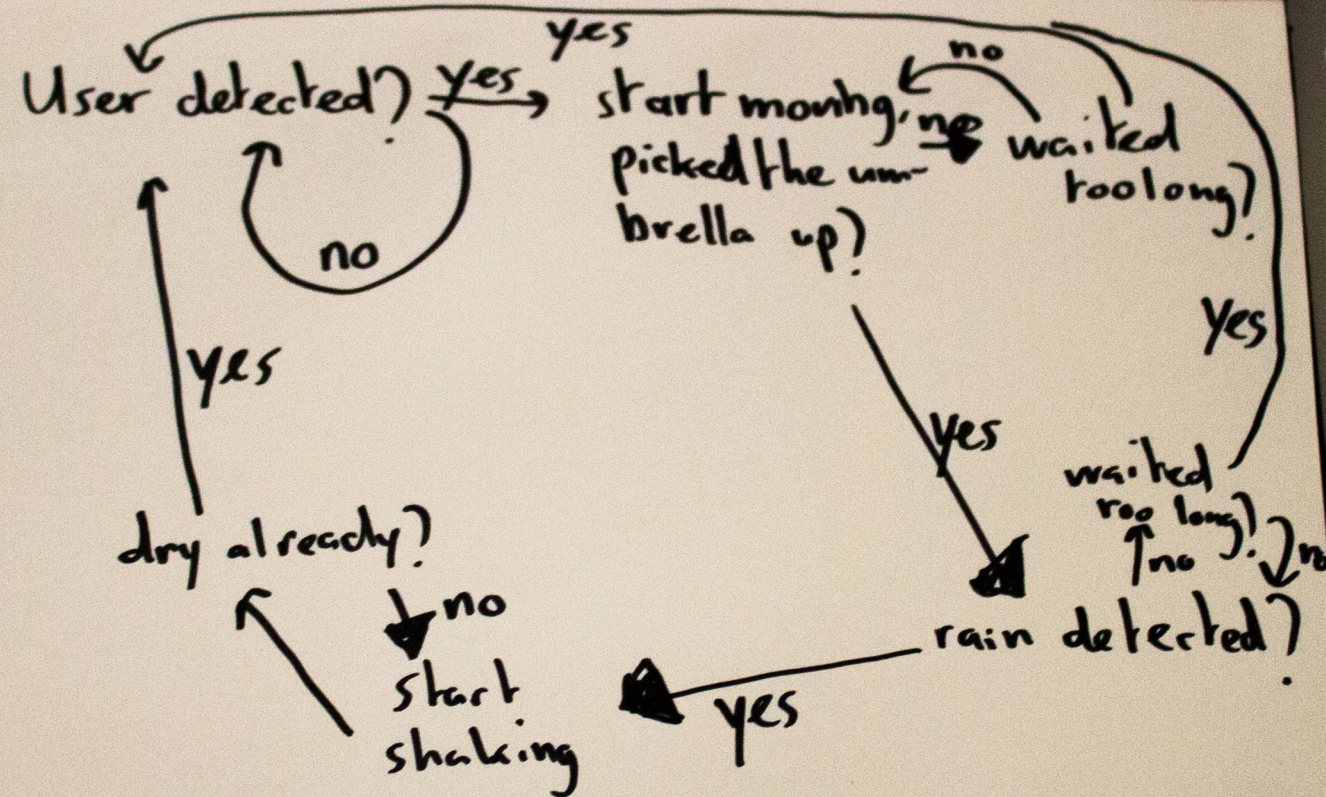 yes
User detected? yes
no
start moving,
picked the um-
brella up?
no
no
waited
too long?
yes
yes
yes
waited
too long?
no
no
rain detected?
dry already?
no
start
shaking
yes